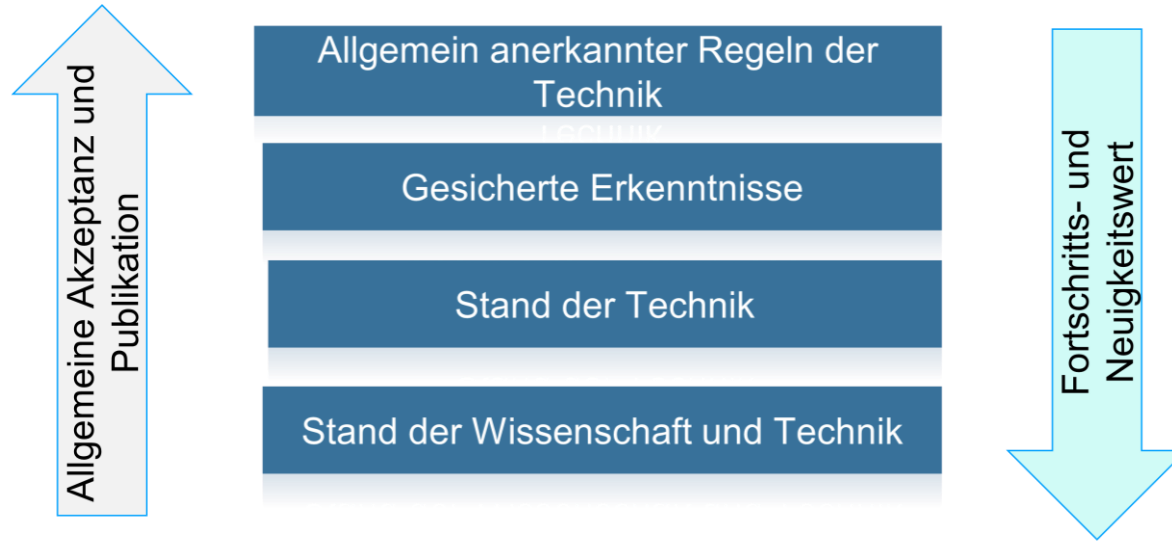 Allgemeine Akzeptanz und
Publikation
Allgemein anerkannter Regeln der
Technik
Gesicherte Erkenntnisse
Stand der Technik
Stand der Wissenschaft und Technik
Fortschritts- und
Neuigkeitswert